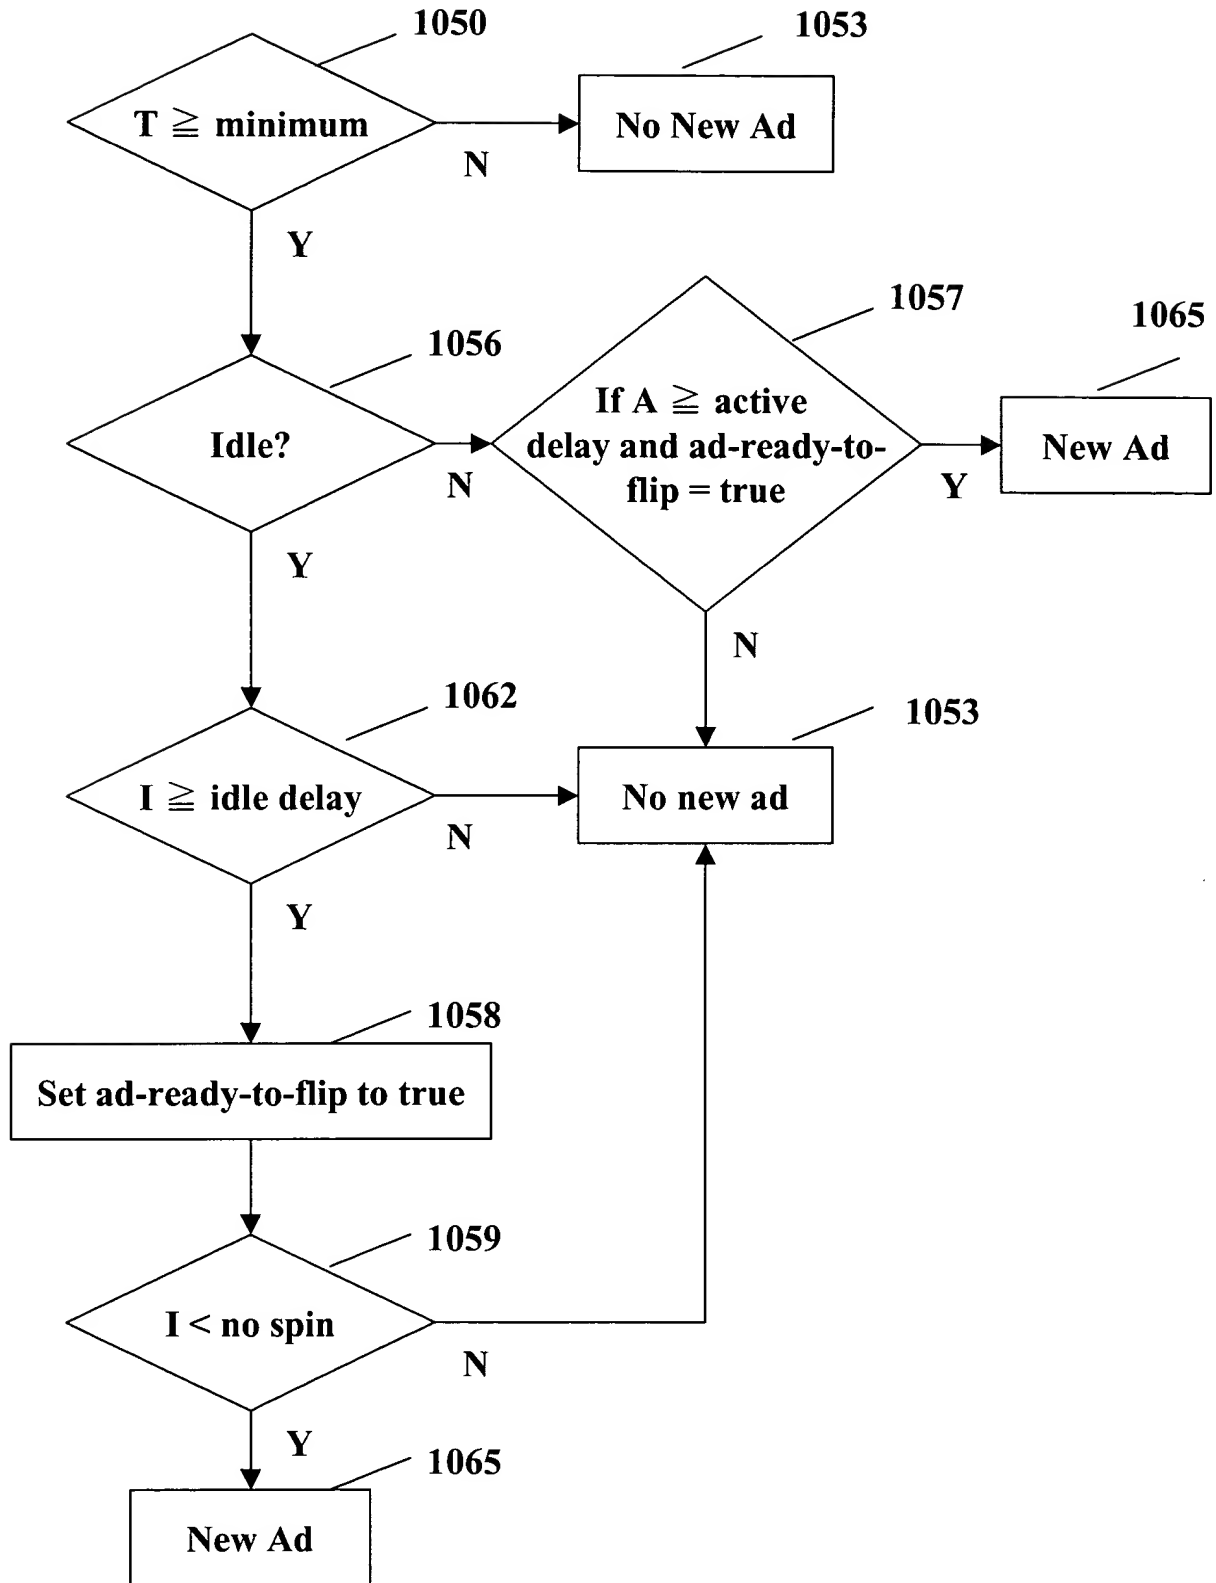 1050
1053
T ≧ minimum
No New Ad
N
Y
1057
1065
1056
If A ≧ active
delay and ad-ready-to-
flip = true
Idle?
New Ad
N
Y
Y
N
1062
1053
I ≧ idle delay
No new ad
N
Y
1058
Set ad-ready-to-flip to true
1059
I < no spin
N
Y
1065
New Ad